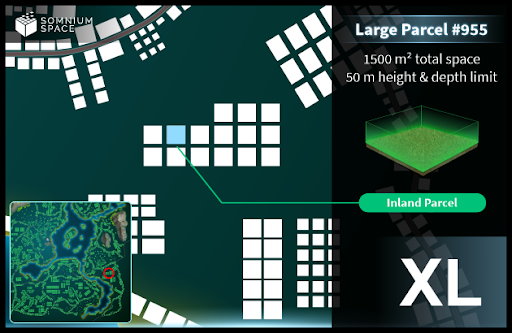 SOMNIUM
SPACE
Large Parcel #955
1500 m² total space
50 m height & depth limit
Inland Parcel
XL